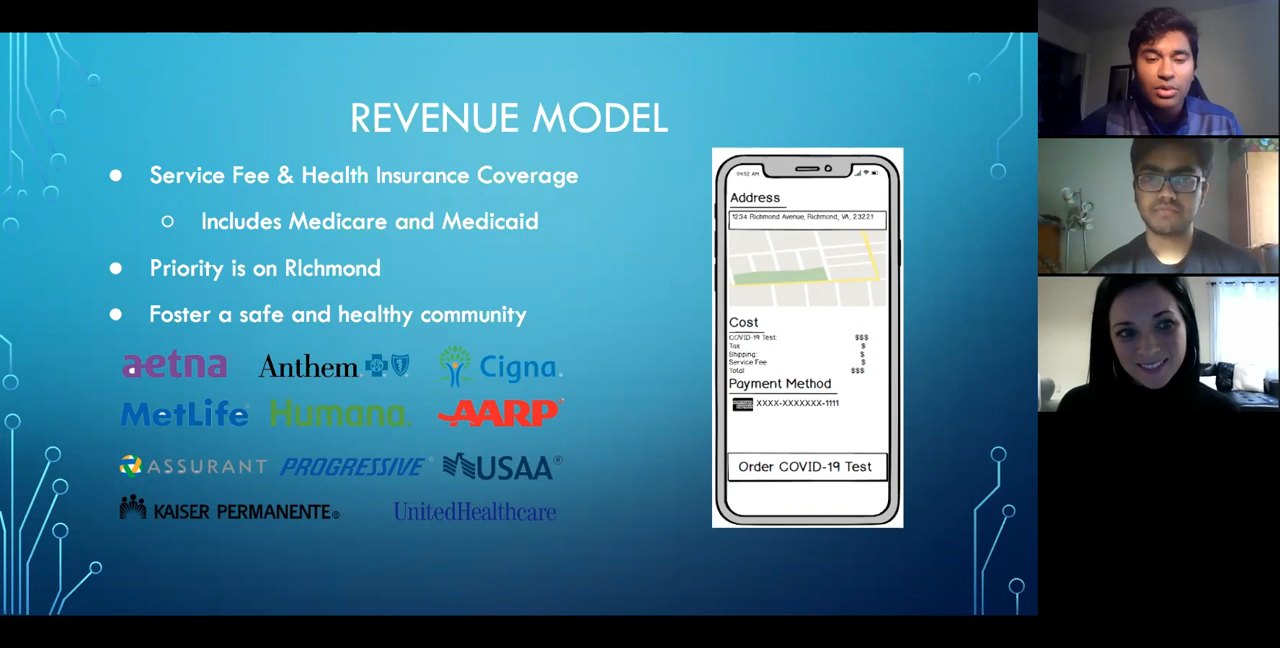 REVENUE MODEL
Service Fee & Health Insurance Coverage
Includes Medicare and Medicaid
Priority is on RIchmond
Foster a safe and healthy community
aetna Anthem Cigna
MetLife Humana AARP
ASSURANT PROGRESSIVE USAA®
KAISER PERMANENTE® UnitedHealthcare
04:52 AM
Address
1234 Richmond Avenue, Richmond, VA, 23221
Cost
COVID-19 Test: $$$
Tax $
Shipping: $
Service Fee $
Total $$$
Payment Method
XXXX-XXXXXXX-1111
Order COVID-19 Test